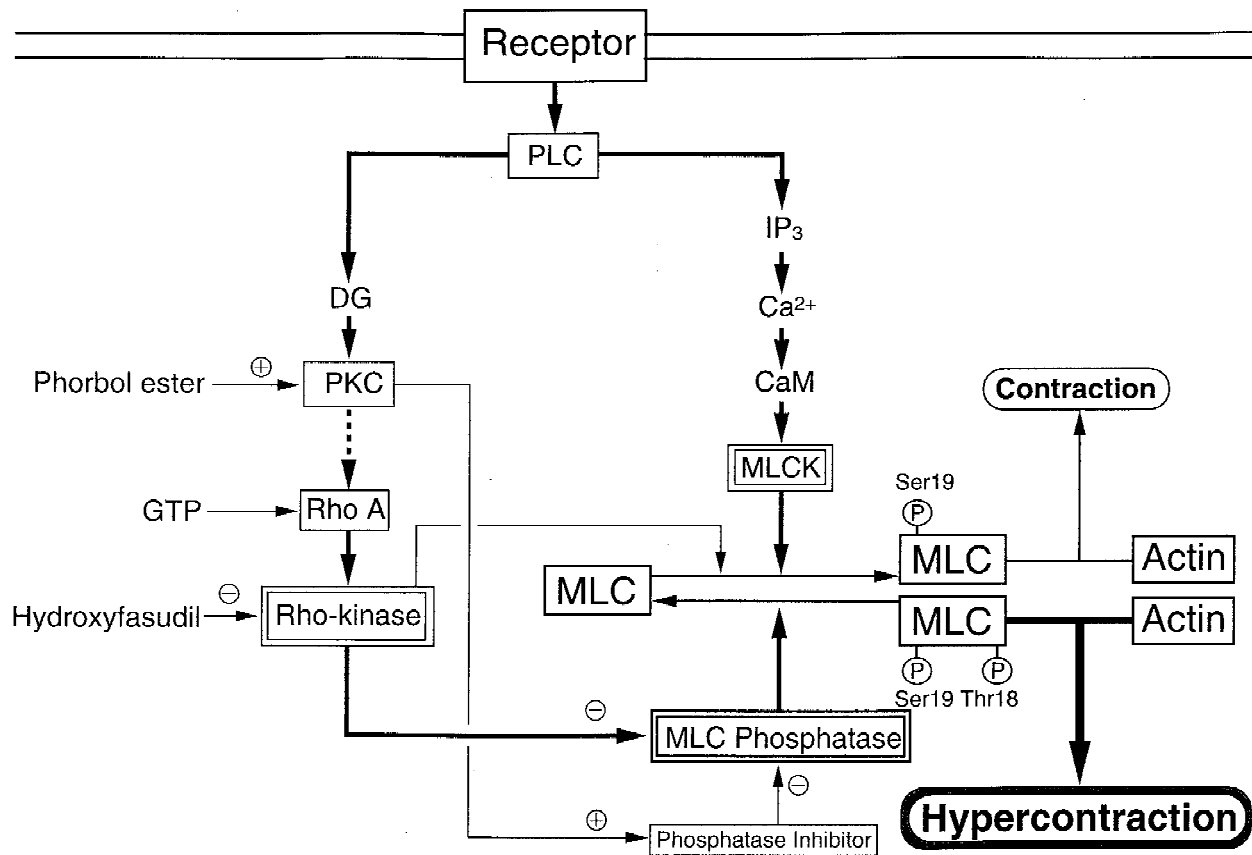 Receptor
PLC
IP3
DG
Ca2+
Phorbol ester
⊕
PKC
CaM
Contraction
MLCK
Ser19
GTP
Rho A
P
MLC
Actin
MLC
Hydroxyfasudil
⊖
Rho-kinase
MLC
Actin
P
P
Ser19 Thr18
⊖
MLC Phosphatase
⊖
⊕
Phosphatase Inhibitor
Hypercontraction